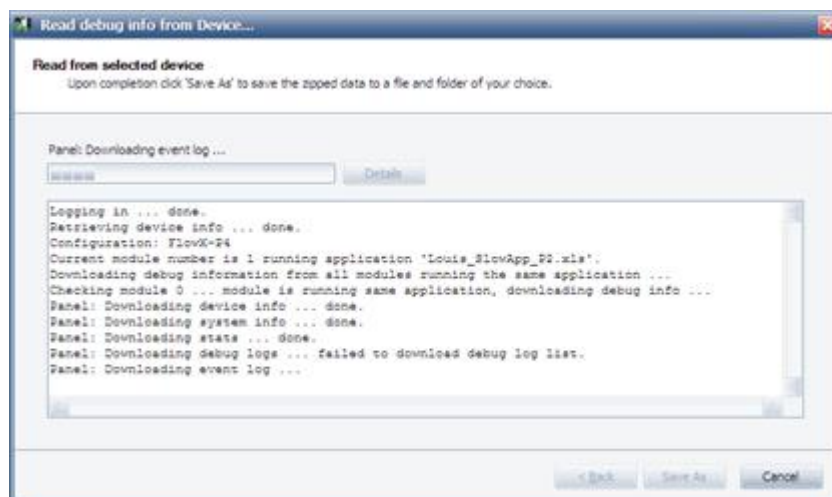 Read debug info from Device...
Read from selected device
Upon completion click 'Save As' to save the zipped data to a file and folder of your choice.
Panel: Downloading event log ...
Details
Logging in ... done.
Retrieving device info ... done.
Configuration: FlowX-P4
Current module number is 1 running application 'Louis_SlowApp_P2.xls'.
Downloading debug information from all modules running the same application ...
Checking module 0 ... module is running same application, downloading debug info ...
Panel: Downloading device info ... done.
Panel: Downloading system info ... done.
Panel: Downloading stats ... done.
Panel: Downloading debug logs ... failed to download debug log list.
Panel: Downloading event log ...
< Back Save As Cancel